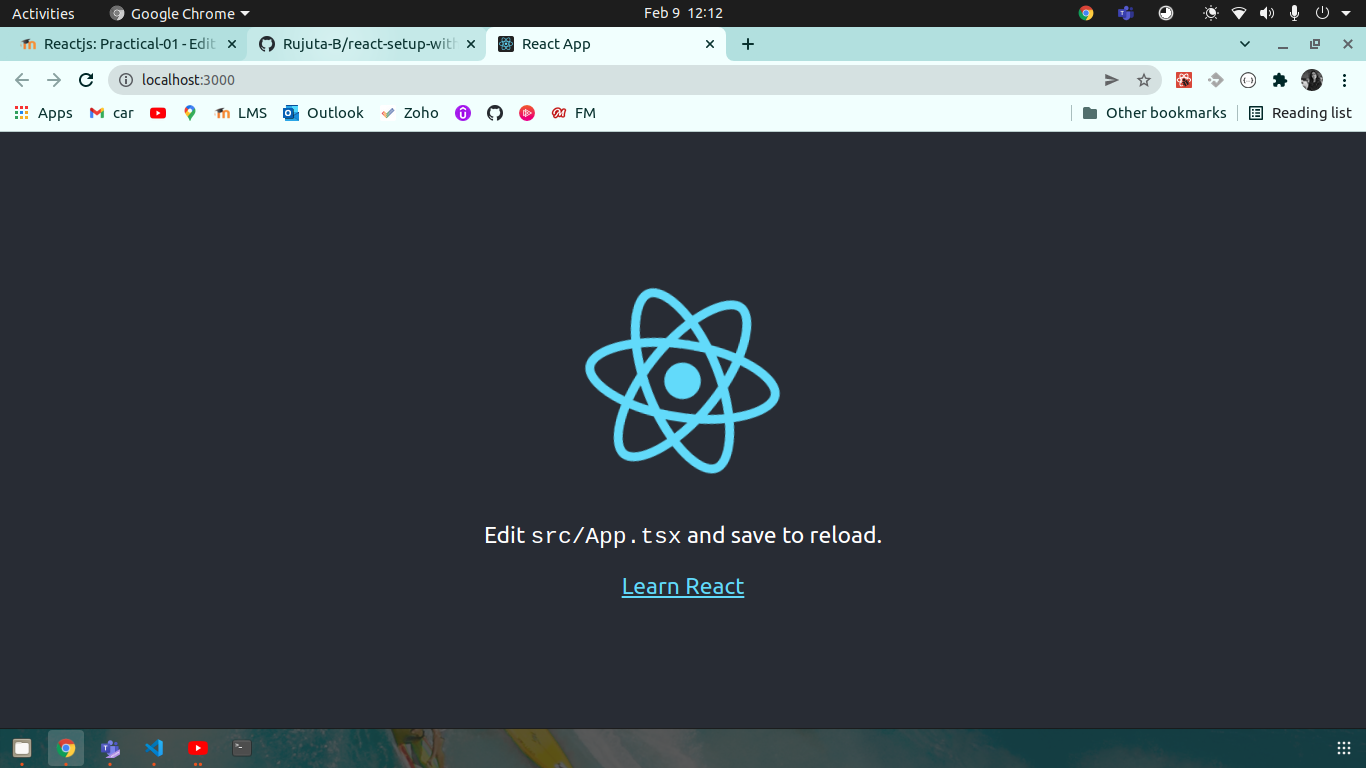 Activities Google Chrome Feb 9 12:12
Reactjs: Practical-01 - Edit Rujuta-B/react-setup-with React App
localhost:3000
Apps car LMS Outlook Zoho FM Other bookmarks Reading list
Edit src/App.tsx and save to reload.
Learn React